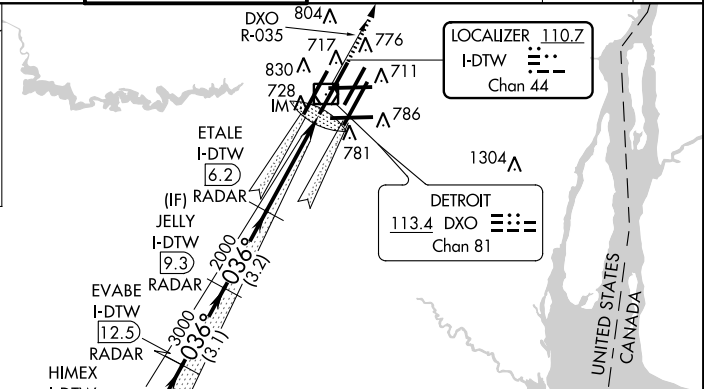 DXO
R-035
804
776
717
830
711
728
IM
786
781
1304
LOCALIZER 110.7
I-DTW
Chan 44
DETROIT
113.4 DXO
Chan 81
ETALE
I-DTW
6.2
RADAR
(IF)
JELLY
I-DTW
9.3
RADAR
2000
036°
(3.2)
EVABE
I-DTW
12.5
RADAR
3000
036°
(3.1)
HIMEX
I-DTW
UNITED STATES
CANADA